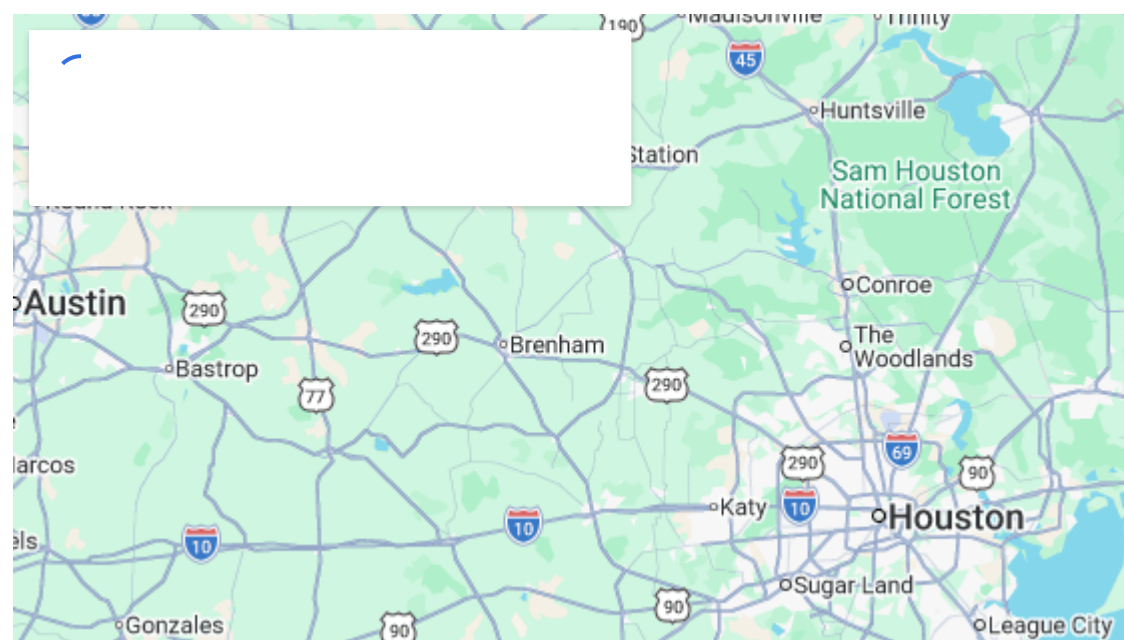 190
Madisonville
Trinity
45
Huntsville
Station
Sam Houston
National Forest
Round Rock
Conroe
Austin
290
290
Brenham
The
Woodlands
Bastrop
77
290
arcos
290
69
90
10
Katy
Houston
10
10
Sugar Land
90
Gonzales
90
League City